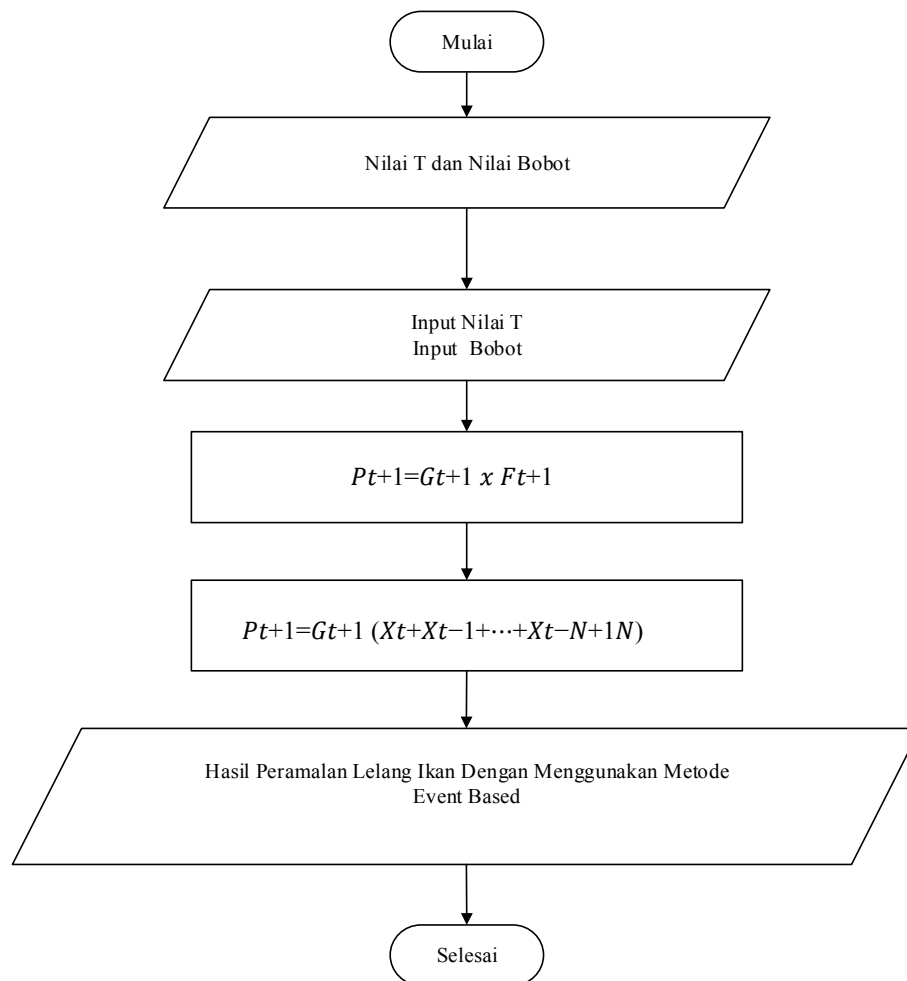 Mulai
Nilai T dan Nilai Bobot
Input Nilai T
Input Bobot
𝑃𝑡+1=𝐺𝑡+1 𝑥 𝐹𝑡+1
𝑃𝑡+1=𝐺𝑡+1 (𝑋𝑡+𝑋𝑡−1+⋯+𝑋𝑡−𝑁+1𝑁)
Hasil Peramalan Lelang Ikan Dengan Menggunakan Metode
Event Based
Selesai